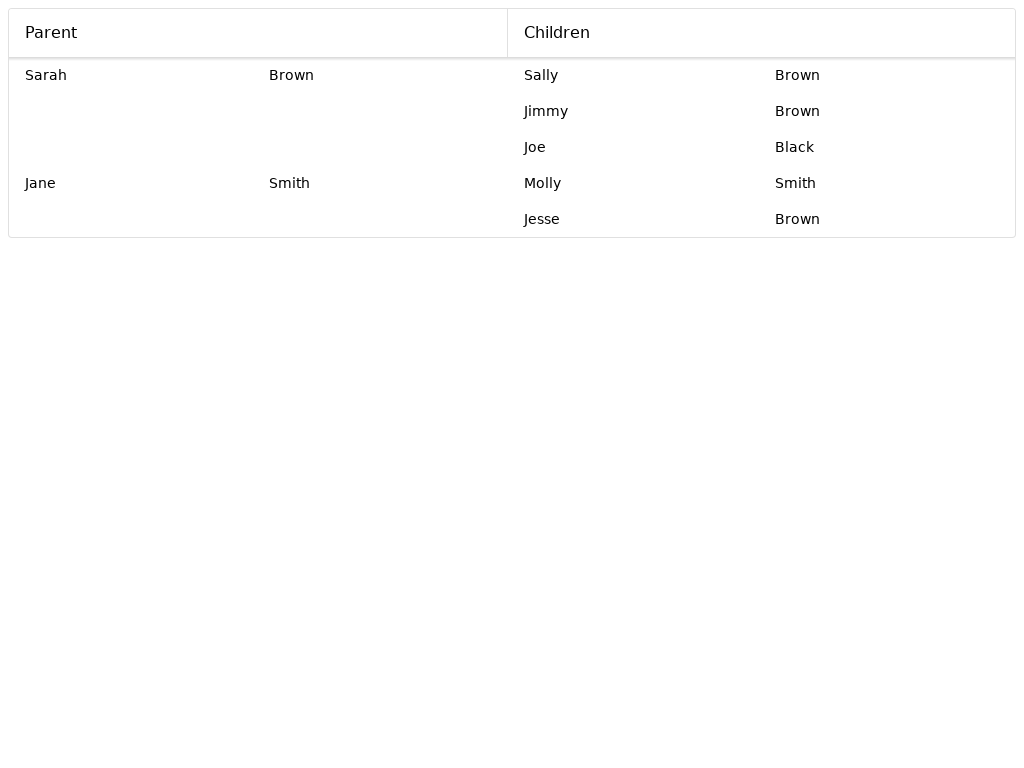 Parent Children
Sarah Brown Sally Brown
Jimmy Brown
Joe Black
Jane Smith Molly Smith
Jesse Brown